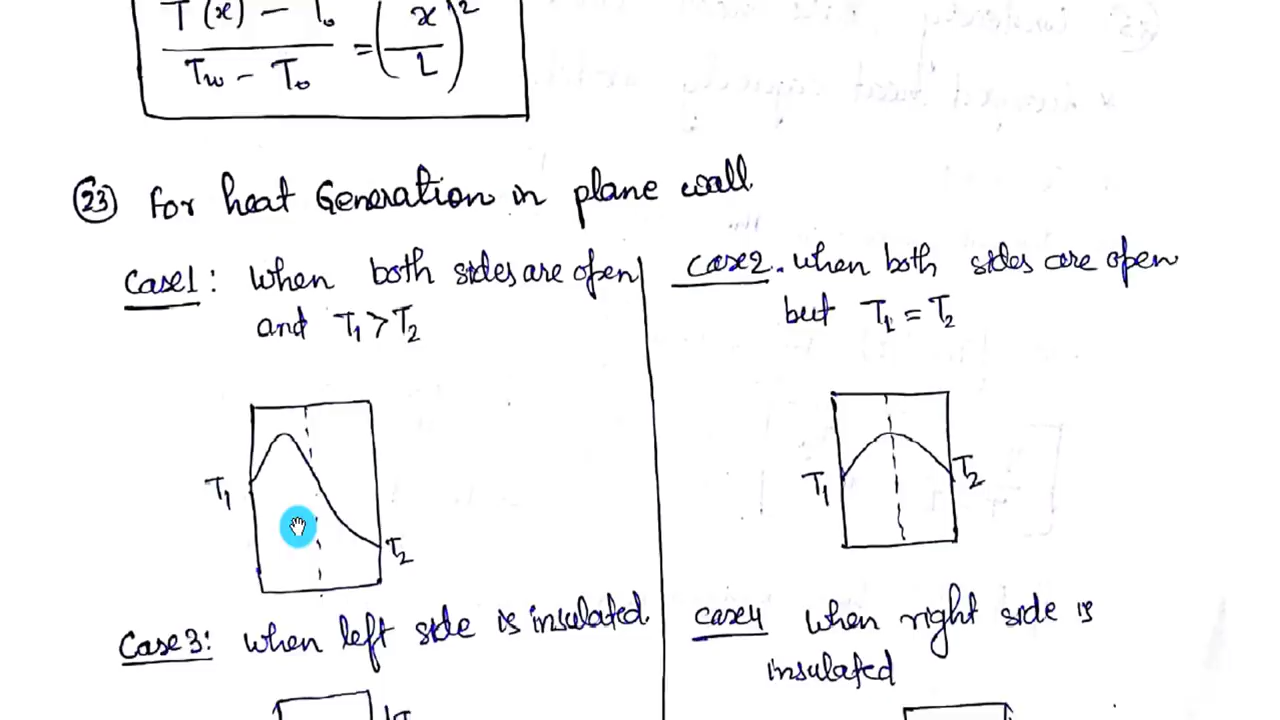 T(x) - T₀ / T_w - T₀ = (x / L)²
(23) For heat Generation in plane wall
Case1: when both sides are open
and T₁ > T₂
T₁
T₂
Case2. when both sides are open
but T₁ = T₂
T₁
T₂
Case3: when left side is insulated.
T
Case4 when right side is
insulated